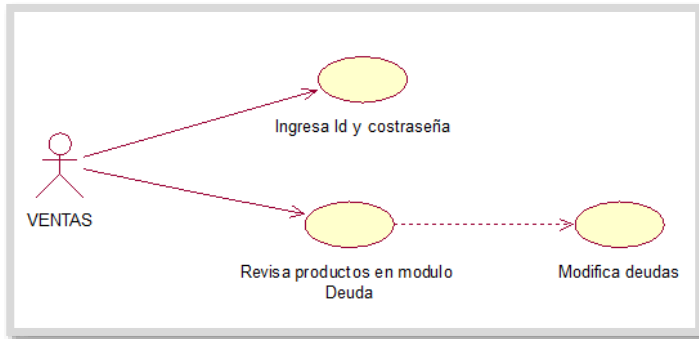 Ingresa Id y costraseña
VENTAS
Revisa productos en modulo
Deuda
Modifica deudas